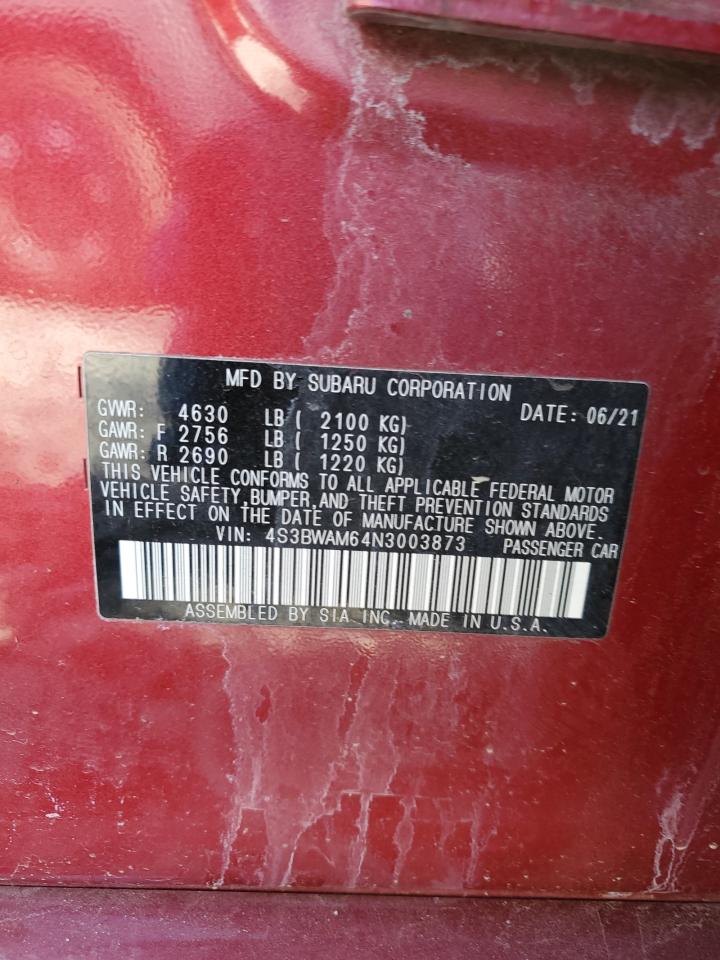 MFD BY SUBARU CORPORATION
GVWR: 4630 LB ( 2100 KG) DATE: 06/21
GAWR: F 2756 LB ( 1250 KG)
GAWR: R 2690 LB ( 1220 KG)
THIS VEHICLE CONFORMS TO ALL APPLICABLE FEDERAL MOTOR
VEHICLE SAFETY, BUMPER, AND THEFT PREVENTION STANDARDS
IN EFFECT ON THE DATE OF MANUFACTURE SHOWN ABOVE.
VIN: 4S3BWAM64N3003873 PASSENGER CAR
ASSEMBLED BY SIA INC. MADE IN U.S.A.